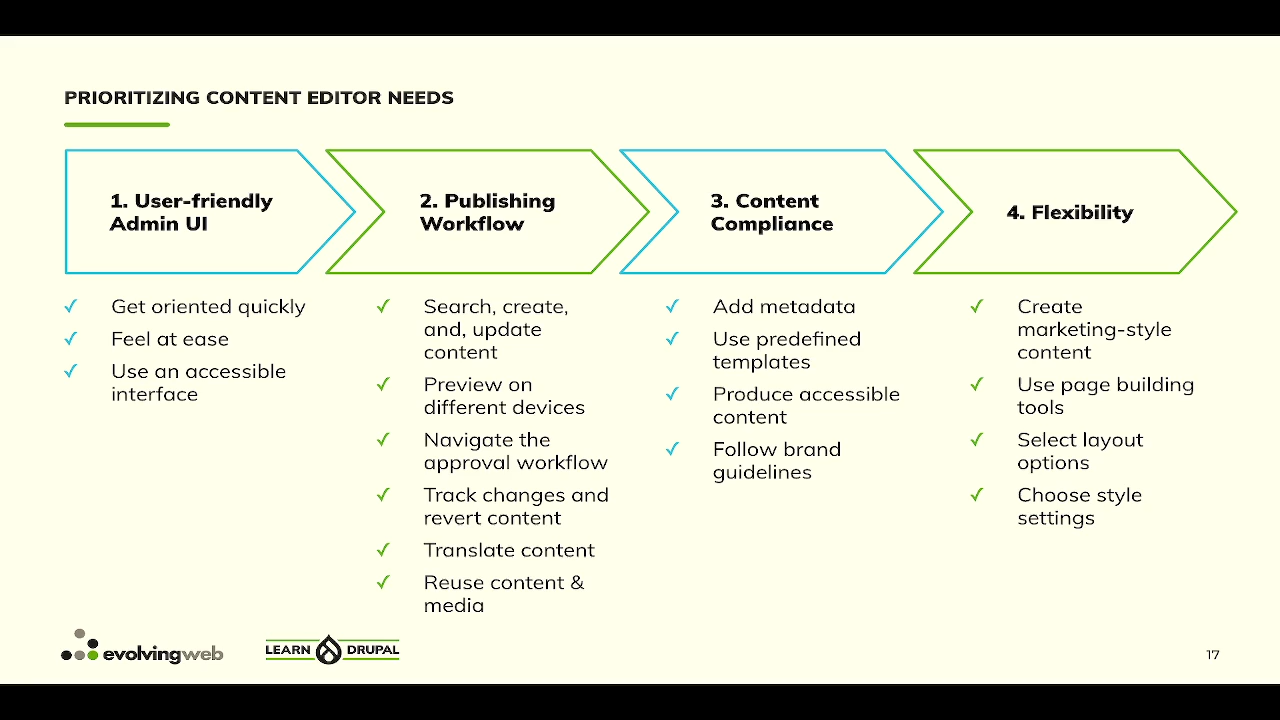 PRIORITIZING CONTENT EDITOR NEEDS
1. User-friendly
Admin UI
✓ Get oriented quickly
✓ Feel at ease
✓ Use an accessible
interface
2. Publishing
Workflow
✓ Search, create,
and, update
content
✓ Preview on
different devices
✓ Navigate the
approval workflow
✓ Track changes and
revert content
✓ Translate content
✓ Reuse content &
media
3. Content
Compliance
✓ Add metadata
✓ Use predefined
templates
✓ Produce accessible
content
✓ Follow brand
guidelines
4. Flexibility
✓ Create
marketing-style
content
✓ Use page building
tools
✓ Select layout
options
✓ Choose style
settings
evolvingweb
LEARN DRUPAL
17